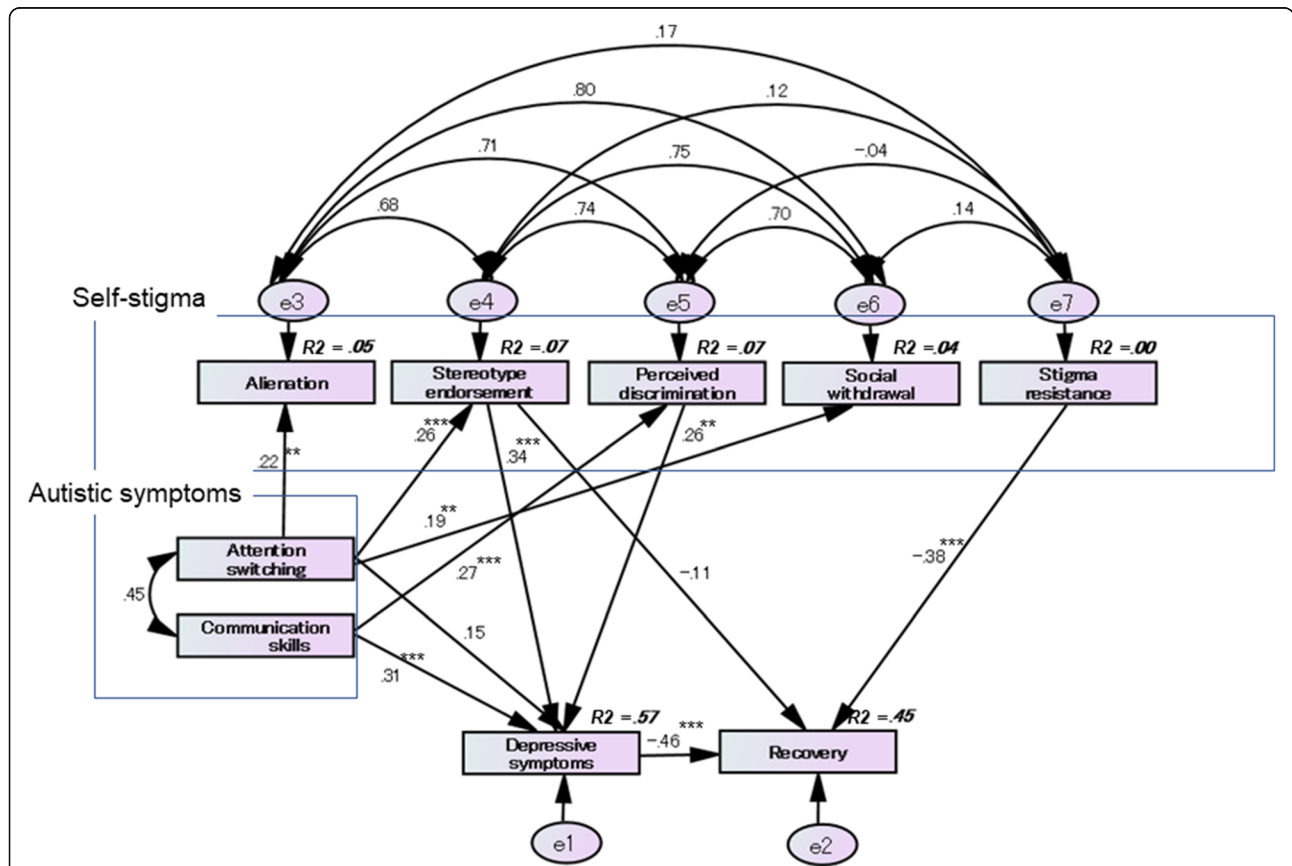 .17
.80
.12
.71
.75
-.04
.68
.74
.70
.14
Self-stigma
e3
e4
e5
e6
e7
R2 = .05
R2 = .07
R2 = .07
R2 = .04
R2 = .00
Alienation
Stereotype
endorsement
Perceived
discrimination
Social
withdrawal
Stigma
resistance
.22**
.26***
.34***
.26**
Autistic symptoms
Attention
switching
.19**
.27***
-.11
-.38***
.45
Communication
skills
.15
.31***
R2 = .57
R2 = .45
Depressive
symptoms
-.46***
Recovery
e1
e2